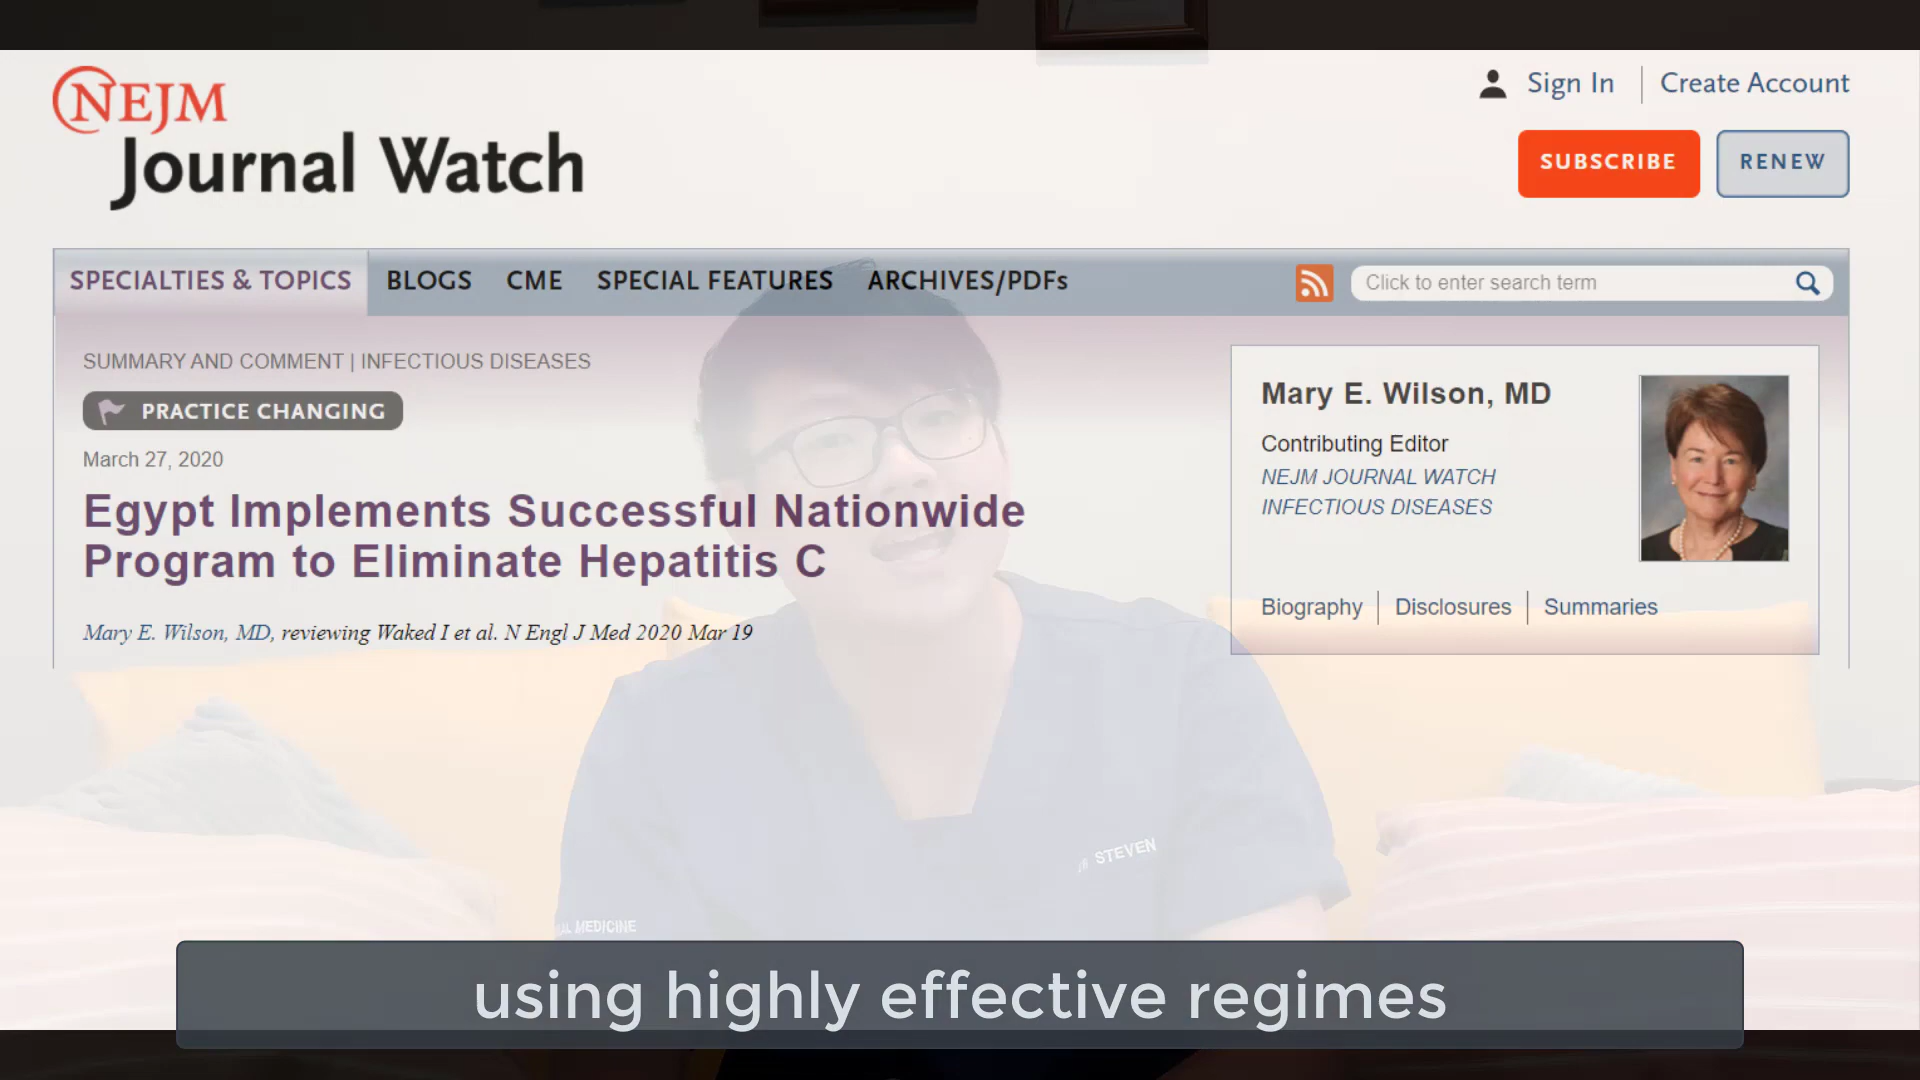 NEJM
Journal Watch
Sign In
Create Account
SUBSCRIBE
RENEW
SPECIALTIES & TOPICS
BLOGS
CME
SPECIAL FEATURES
ARCHIVES/PDFs
Click to enter search term
SUMMARY AND COMMENT | INFECTIOUS DISEASES
PRACTICE CHANGING
March 27, 2020
Egypt Implements Successful Nationwide
Program to Eliminate Hepatitis C
Mary E. Wilson, MD, reviewing Waked I et al. N Engl J Med 2020 Mar 19
Mary E. Wilson, MD
Contributing Editor
NEJM JOURNAL WATCH
INFECTIOUS DISEASES
Biography
Disclosures
Summaries
STEVEN
MEDICINE
using highly effective regimes